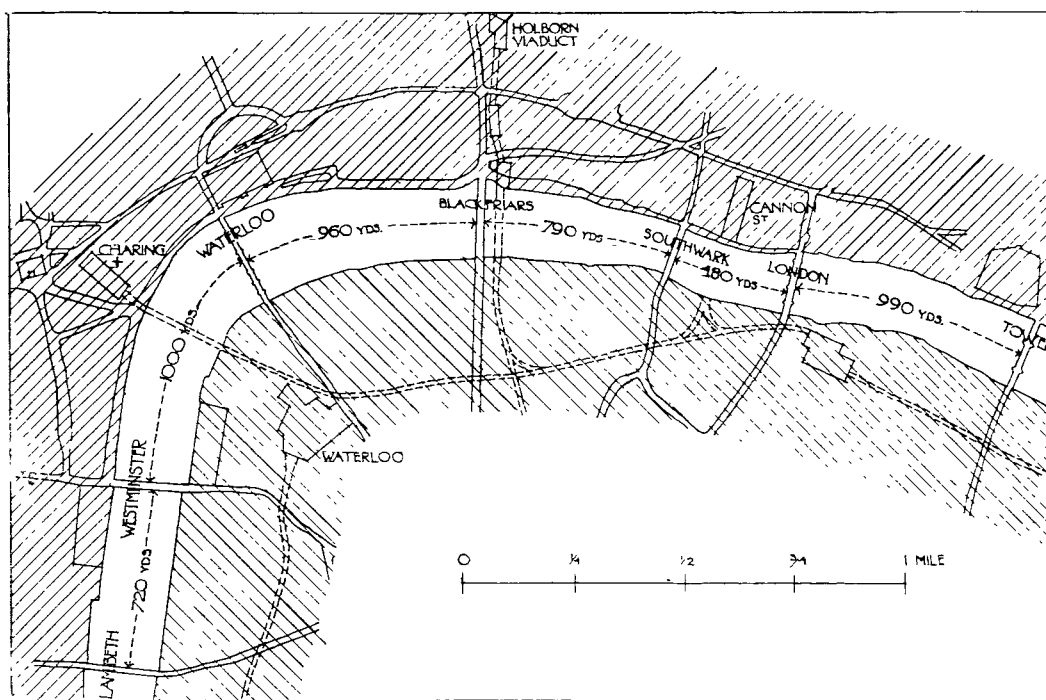 HOLBORN
VIADUCT
CHARING
+
WATERLOO
960 YDS.
BLACKFRIARS
790 YDS
SOUTHWARK
CANNON
ST
480 YDS
LONDON
990 YDS.
TOWE
1000 YDS.
WESTMINSTER
WATERLOO
720 YDS
LAMBETH
0 ¼ ½ ¾ 1 MILE